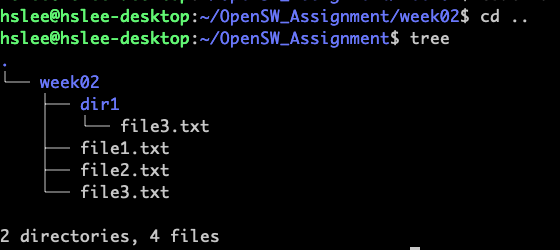 hslee@hslee-desktop:~/OpenSW_Assignment/week02$ cd ..
hslee@hslee-desktop:~/OpenSW_Assignment$ tree
.
└── week02
    ├── dir1
    │   └── file3.txt
    ├── file1.txt
    ├── file2.txt
    └── file3.txt
2 directories, 4 files